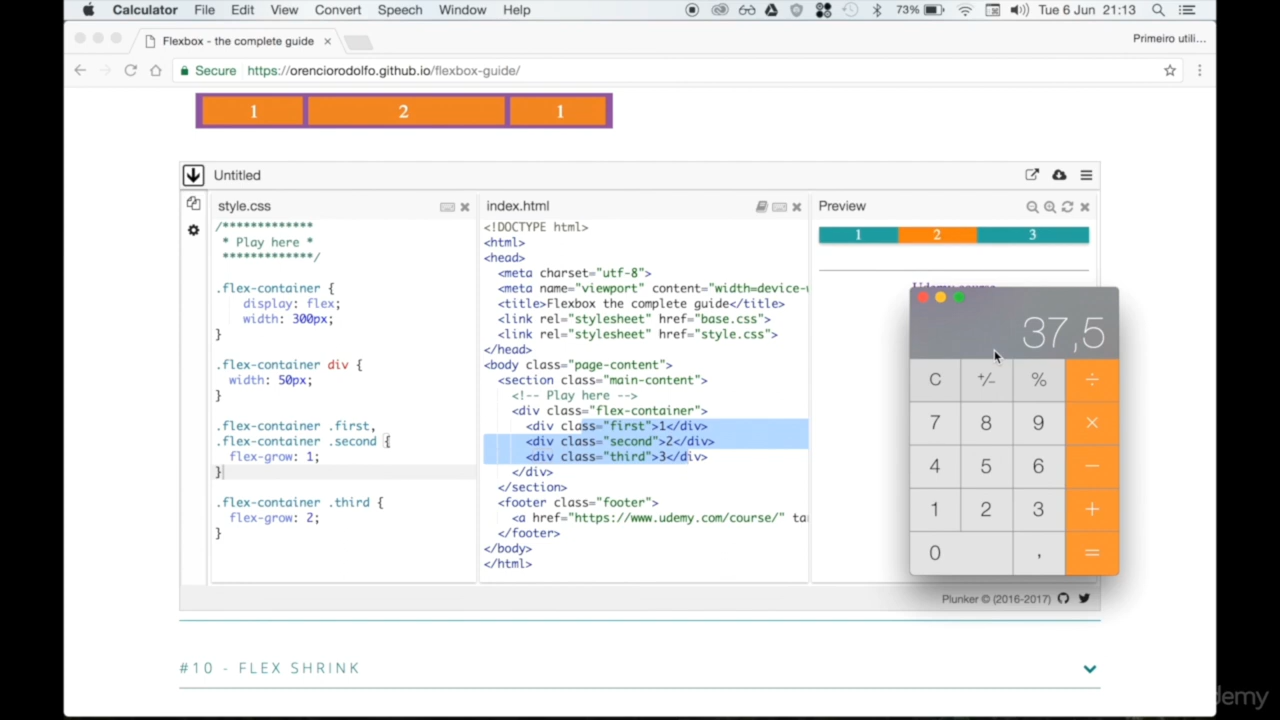 Calculator File Edit View Convert Speech Window Help 73% Tue 6 Jun 21:13
Flexbox - the complete guide ×
Primeiro utili...
Secure https://orenciorodolfo.github.io/flexbox-guide/
1 2 1
Untitled
style.css
/*************
* Play here *
*************/
.flex-container {
display: flex;
width: 300px;
}
.flex-container div {
width: 50px;
}
.flex-container .first,
.flex-container .second {
flex-grow: 1;
}
.flex-container .third {
flex-grow: 2;
}
index.html
<!DOCTYPE html>
<html>
<head>
<meta charset="utf-8">
<meta name="viewport" content="width=device-
<title>Flexbox the complete guide</title>
<link rel="stylesheet" href="base.css">
<link rel="stylesheet" href="style.css">
</head>
<body class="page-content">
<section class="main-content">
<!-- Play here -->
<div class="flex-container">
<div class="first">1</div>
<div class="second">2</div>
<div class="third">3</div>
</div>
</section>
<footer class="footer">
<a href="https://www.udemy.com/course/" ta
</footer>
</body>
</html>
Preview
1 2 3
Udemy course
37,5
C +/− % ÷
7 8 9 ×
4 5 6 −
1 2 3 +
0 , =
Plunker © (2016-2017)
#10 - FLEX SHRINK
demy